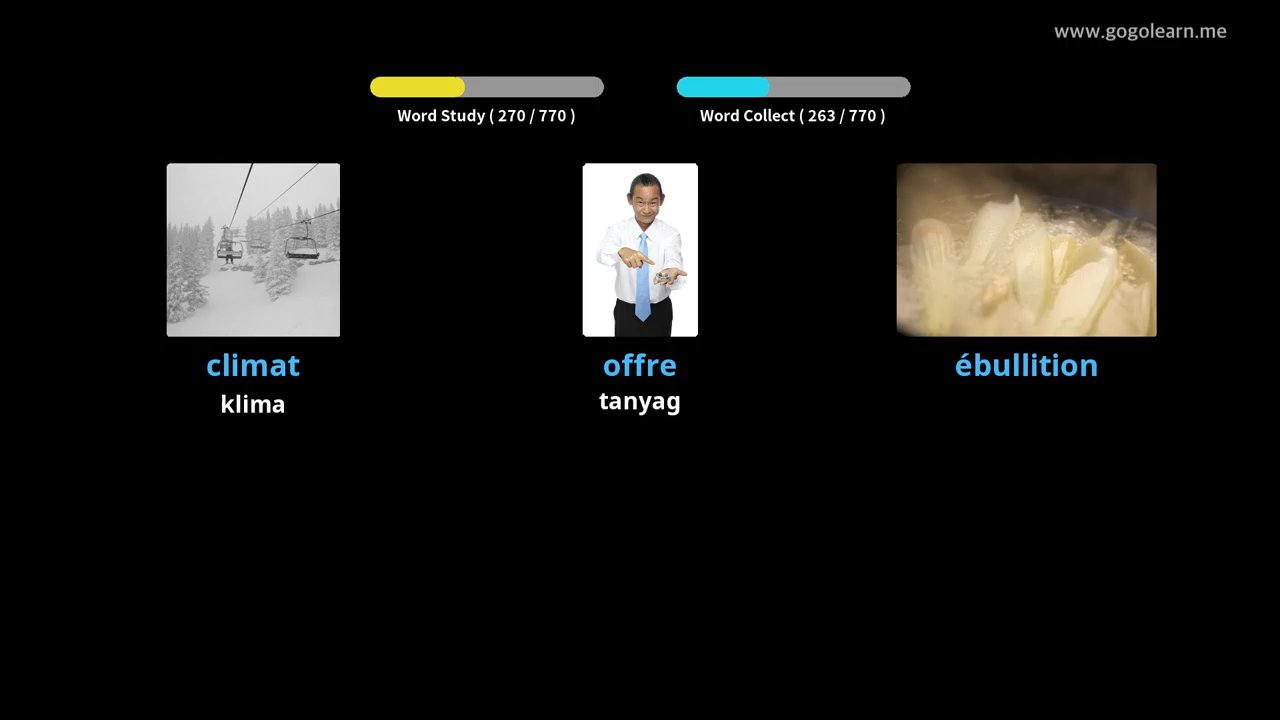 www.gogolearn.me
Word Study ( 270 / 770 )
Word Collect ( 263 / 770 )
climat
offre
ébullition
klima
tanyag